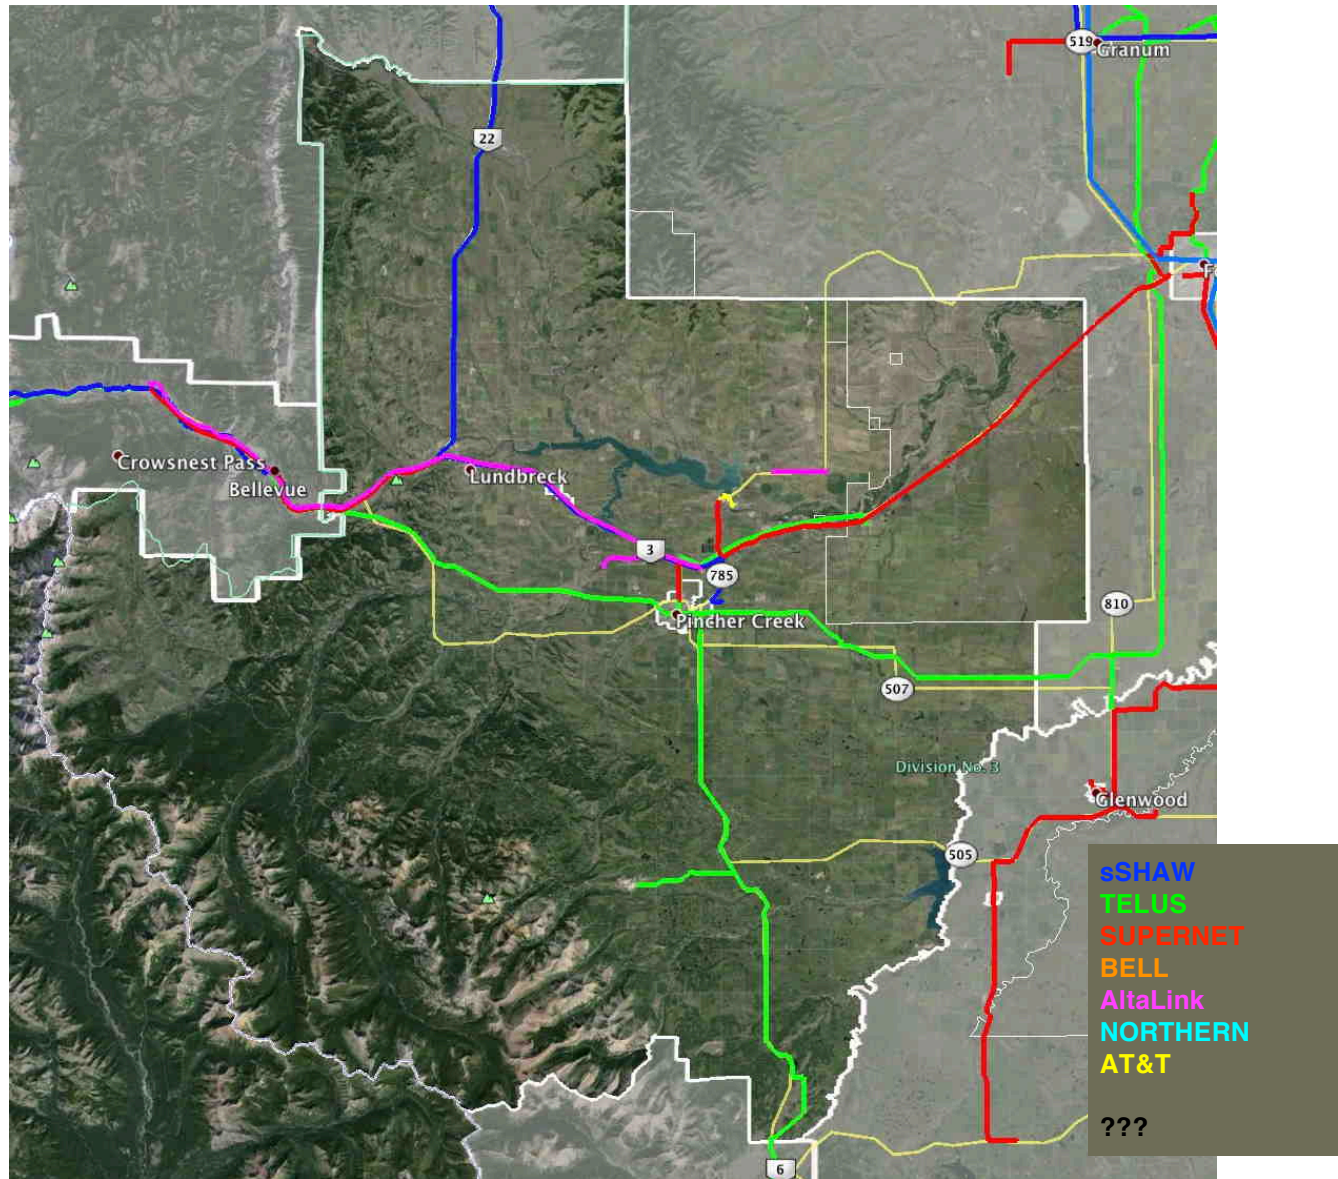 519
Granum
22
F
Crowsnest Pass
Bellevue
Lundbreck
3
785
Pincher Creek
810
507
Division No. 3
Glenwood
505
6
sSHAW
TELUS
SUPERNET
BELL
AltaLink
NORTHERN
AT&T
???